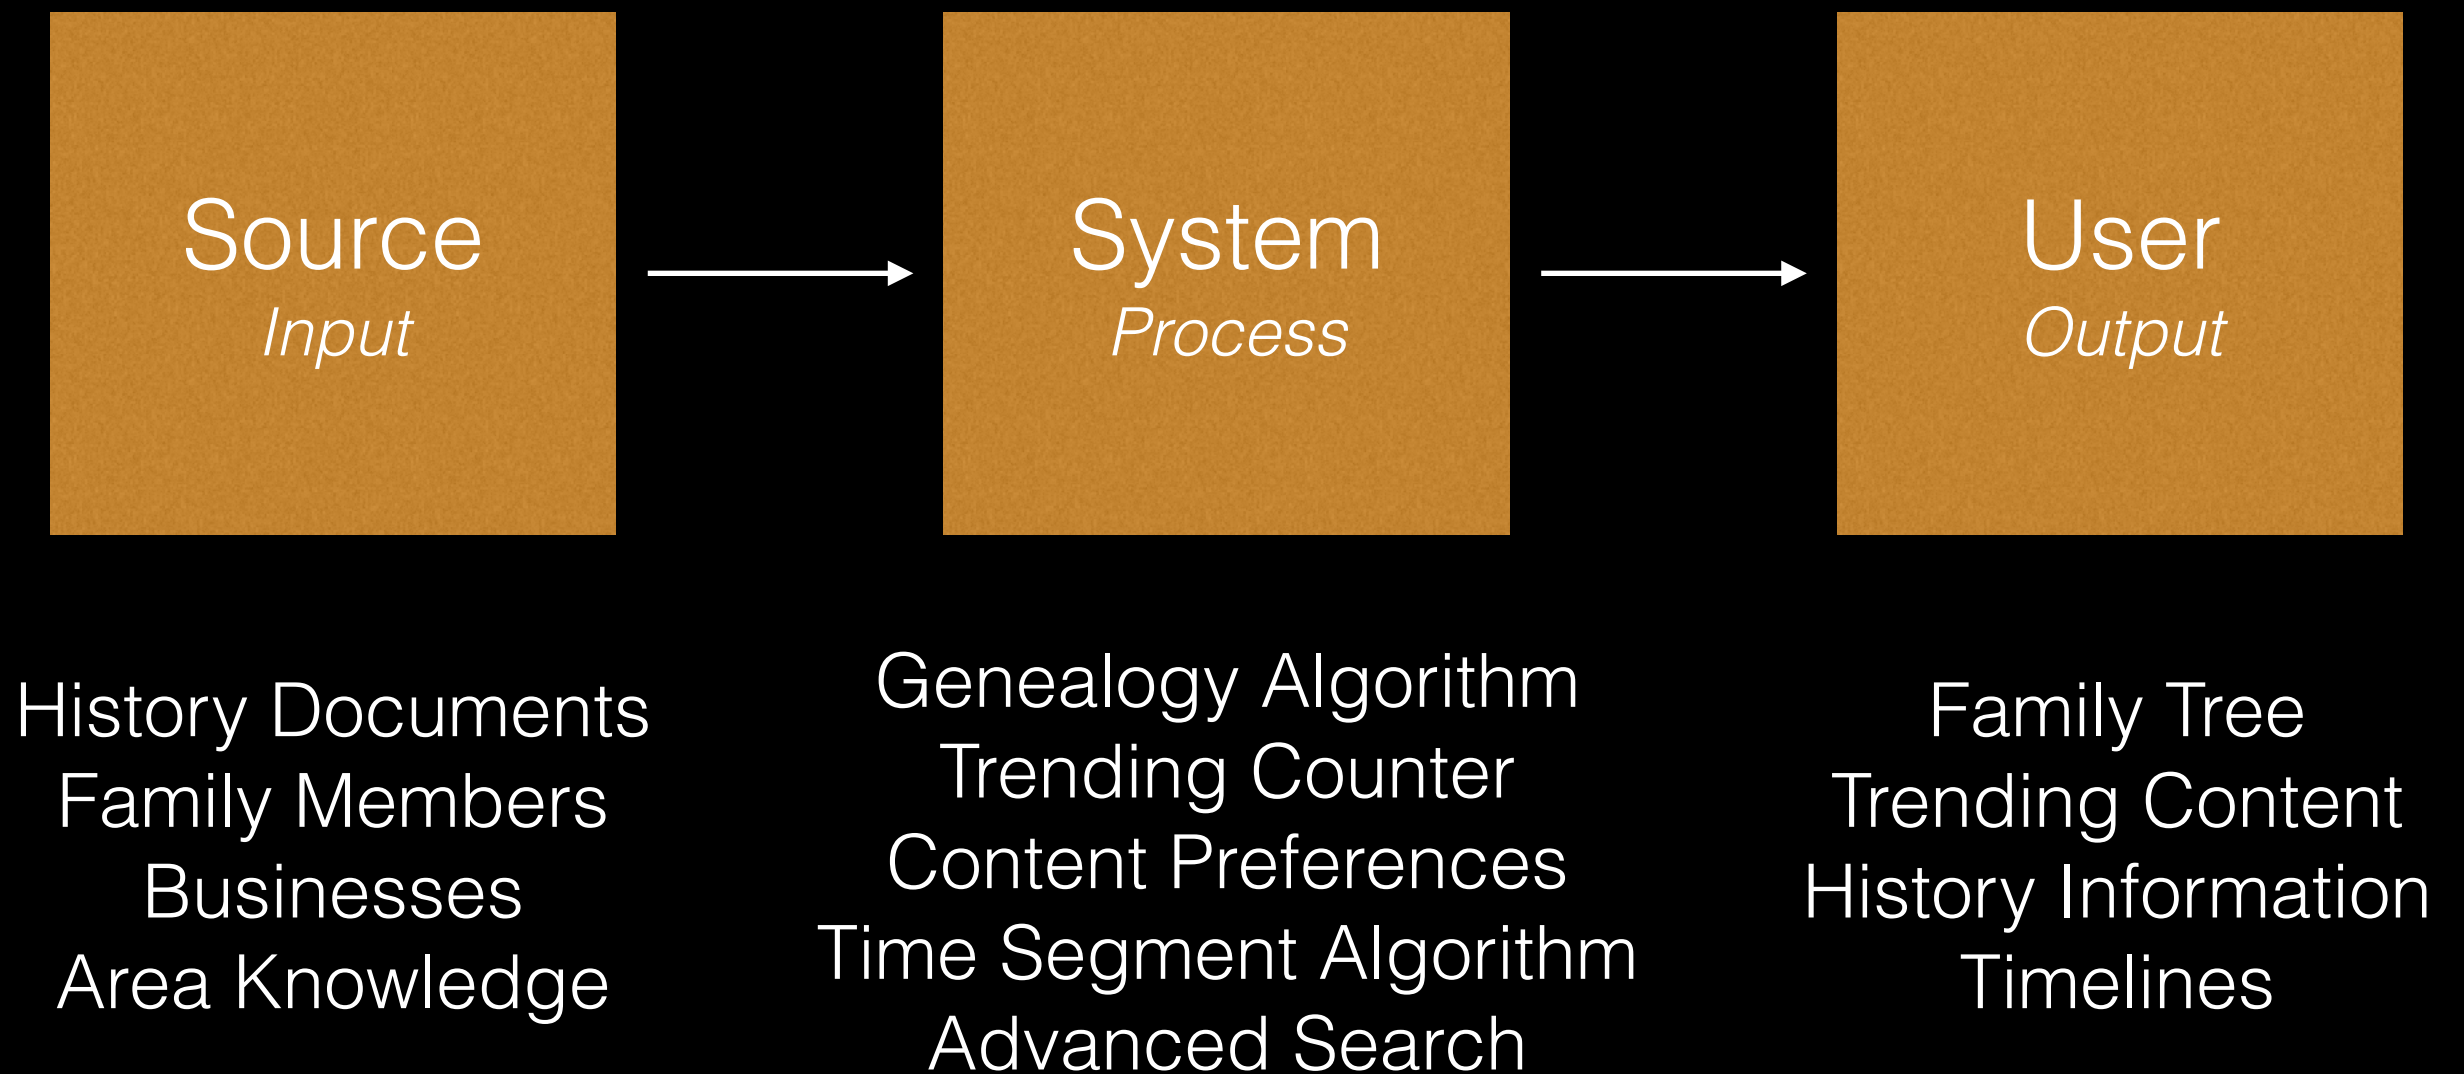 Source
Input
System
Process
User
Output
History Documents
Family Members
Businesses
Area Knowledge
Genealogy Algorithm
Trending Counter
Content Preferences
Time Segment Algorithm
Advanced Search
Family Tree
Trending Content
History Information
Timelines